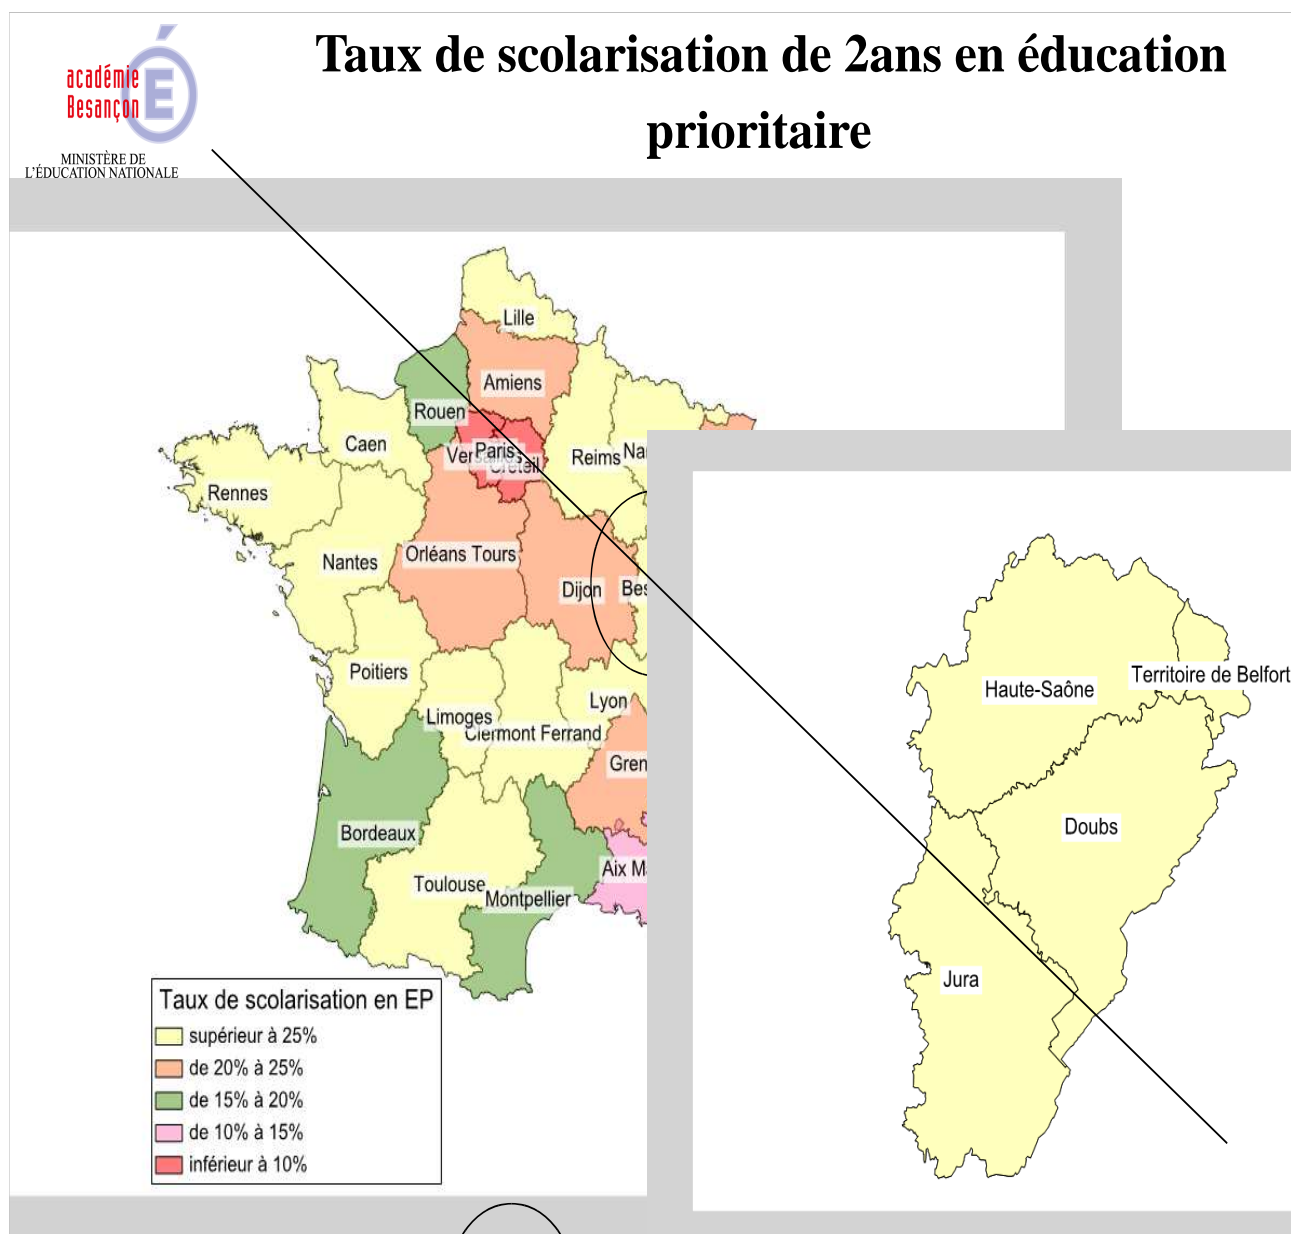 Taux de scolarisation de 2ans en éducation
prioritaire
académie
Besançon
MINISTÈRE DE
L'ÉDUCATION NATIONALE
Lille
Amiens
Rouen
Caen
Paris
Créteil
Reims
Rennes
Orléans Tours
Nantes
Dijon
Poitiers
Lyon
Limoges
Clermont Ferrand
Bordeaux
Toulouse
Montpellier
Territoire de Belfort
Haute-Saône
Doubs
Jura
Taux de scolarisation en EP
supérieur à 25%
de 20% à 25%
de 15% à 20%
de 10% à 15%
inférieur à 10%